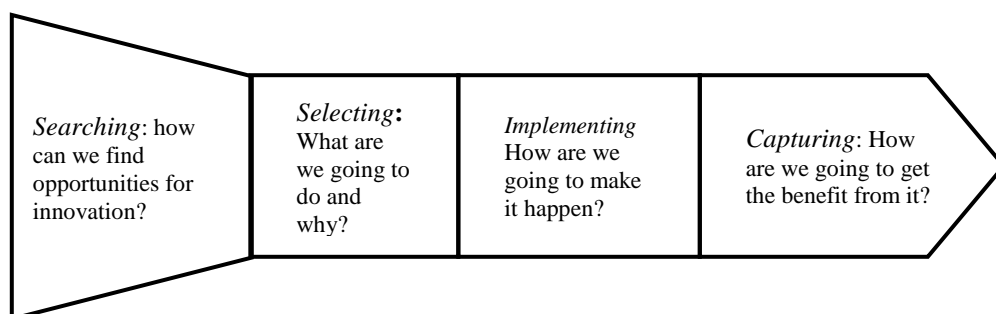 Searching: how
can we find
opportunities for
innovation?
Selecting:
What are
we going to
do and
why?
Implementing
How are we
going to make
it happen?
Capturing: How
are we going to get
the benefit from it?